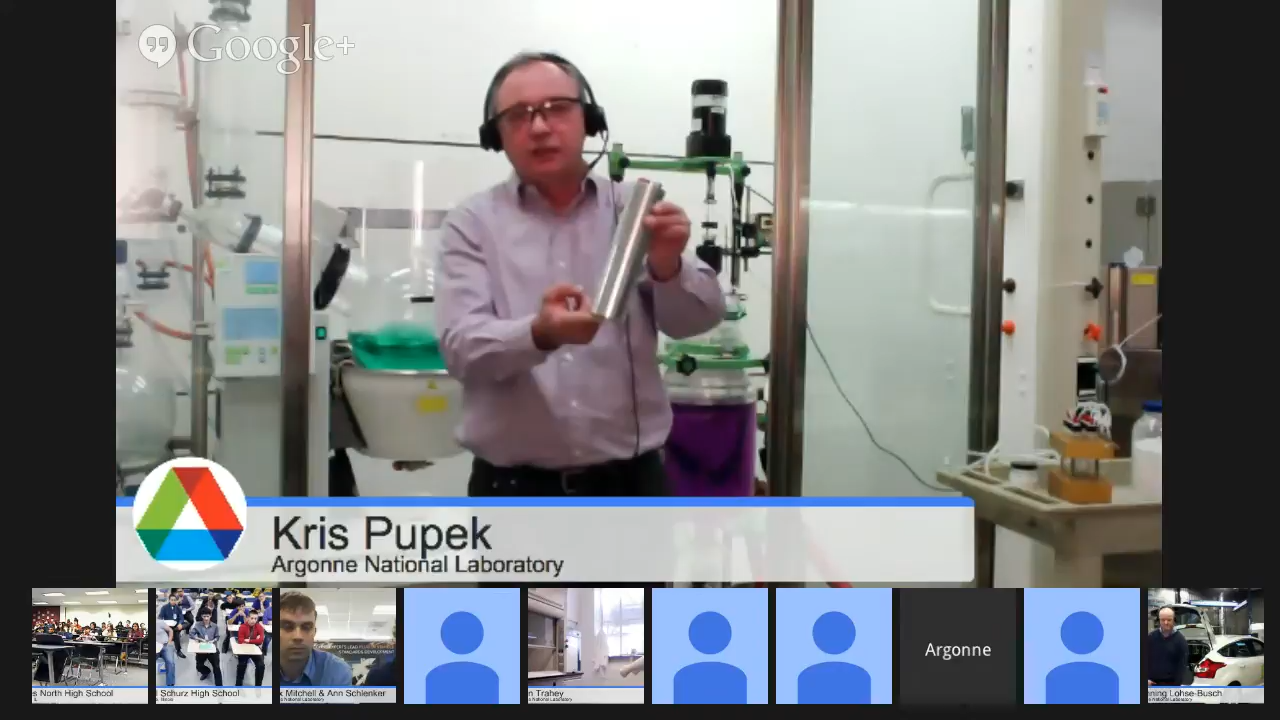 Google+
Kris Pupek
Argonne National Laboratory
s North High School
Schurz High School
Mitchell & Ann Schlenker
Trahey
Argonne
Lohse-Busch